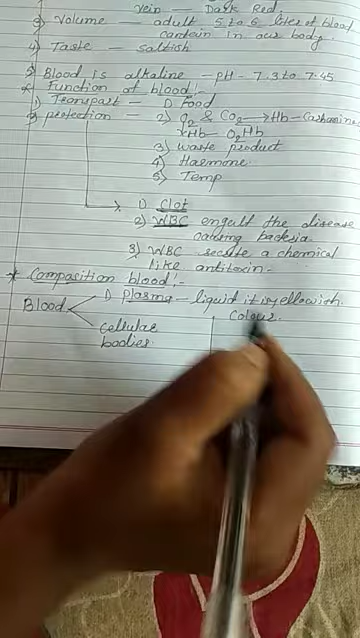 vein — Dark Red.
3) Volume — adult 5 to 6 liter of blood
contain in our body.
4) Taste — saltish
5) Blood is alkaline — pH - 7.3 to 7.45
* Function of blood :-
1) Transport — 1) Food
2) protection — 2) O2 & CO2 → Hb — Carbamino
Hb — O2Hb
3) waste product
4) Harmone
5) Temp
1) Clot
2) WBC engulf the disease
causing bacteria.
3) WBC secrete a chemical
like antitoxin.
* Composition blood :-
Blood 1) plasma — liquid it is yellowish
colour.
Cellular
bodies.